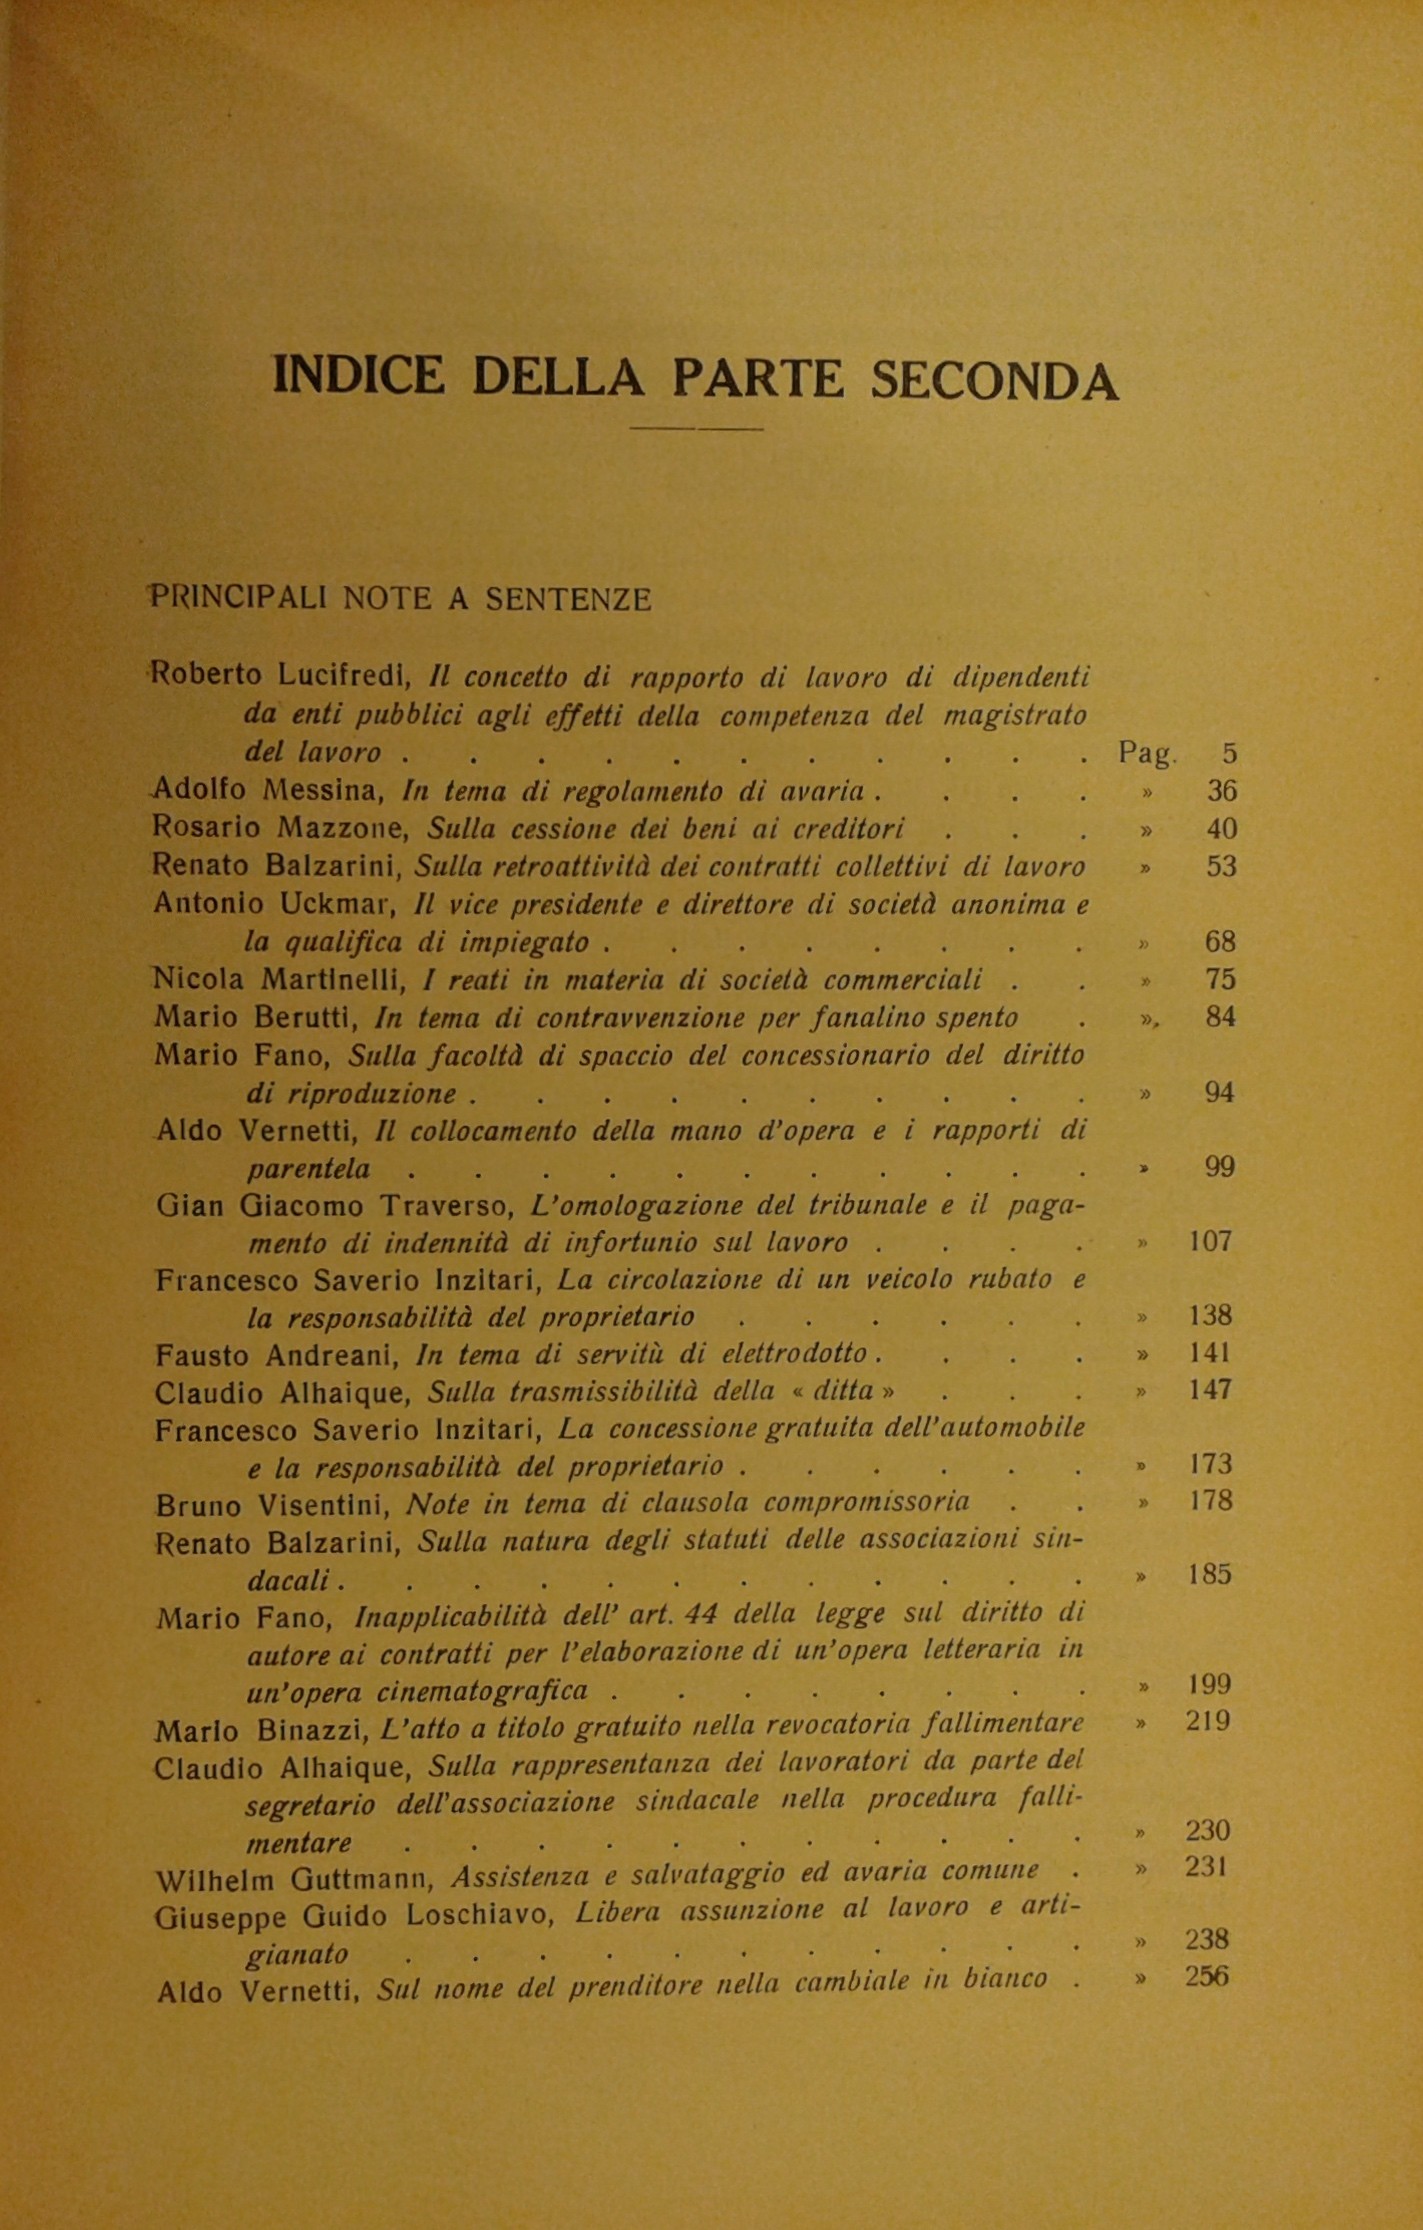 INDICE DELLA PARTE SECONDA
PRINCIPALI NOTE A SENTENZE
Roberto Lucifredi, Il concetto di rapporto di lavoro di dipendenti
da enti pubblici agli effetti della competenza del magistrato
del lavoro . . . . . . . . . . . Pag. 5
Adolfo Messina, In tema di regolamento di avaria . . . . » 36
Rosario Mazzone, Sulla cessione dei beni ai creditori . . . » 40
Renato Balzarini, Sulla retroattività dei contratti collettivi di lavoro » 53
Antonio Uckmar, Il vice presidente e direttore di società anonima e
la qualifica di impiegato . . . . . . . . » 68
Nicola Martinelli, I reati in materia di società commerciali . . » 75
Mario Berutti, In tema di contravvenzione per fanalino spento . » 84
Mario Fano, Sulla facoltà di spaccio del concessionario del diritto
di riproduzione . . . . . . . . . . » 94
Aldo Vernetti, Il collocamento della mano d'opera e i rapporti di
parentela . . . . . . . . . . . » 99
Gian Giacomo Traverso, L'omologazione del tribunale e il paga-
mento di indennità di infortunio sul lavoro . . . . » 107
Francesco Saverio Inzitari, La circolazione di un veicolo rubato e
la responsabilità del proprietario . . . . . . » 138
Fausto Andreani, In tema di servitù di elettrodotto . . . . » 141
Claudio Alhaique, Sulla trasmissibilità della « ditta » . . . » 147
Francesco Saverio Inzitari, La concessione gratuita dell'automobile
e la responsabilità del proprietario . . . . . . » 173
Bruno Visentini, Note in tema di clausola compromissoria . . » 178
Renato Balzarini, Sulla natura degli statuti delle associazioni sin-
dacali . . . . . . . . . . . . » 185
Mario Fano, Inapplicabilità dell' art. 44 della legge sul diritto di
autore ai contratti per l'elaborazione di un'opera letteraria in
un'opera cinematografica . . . . . . . . » 199
Mario Binazzi, L'atto a titolo gratuito nella revocatoria fallimentare » 219
Claudio Alhaique, Sulla rappresentanza dei lavoratori da parte del
segretario dell'associazione sindacale nella procedura falli-
mentare . . . . . . . . . . . » 230
Wilhelm Guttmann, Assistenza e salvataggio ed avaria comune . » 231
Giuseppe Guido Loschiavo, Libera assunzione al lavoro e arti-
gianato . . . . . . . . . . . » 238
Aldo Vernetti, Sul nome del prenditore nella cambiale in bianco . » 256